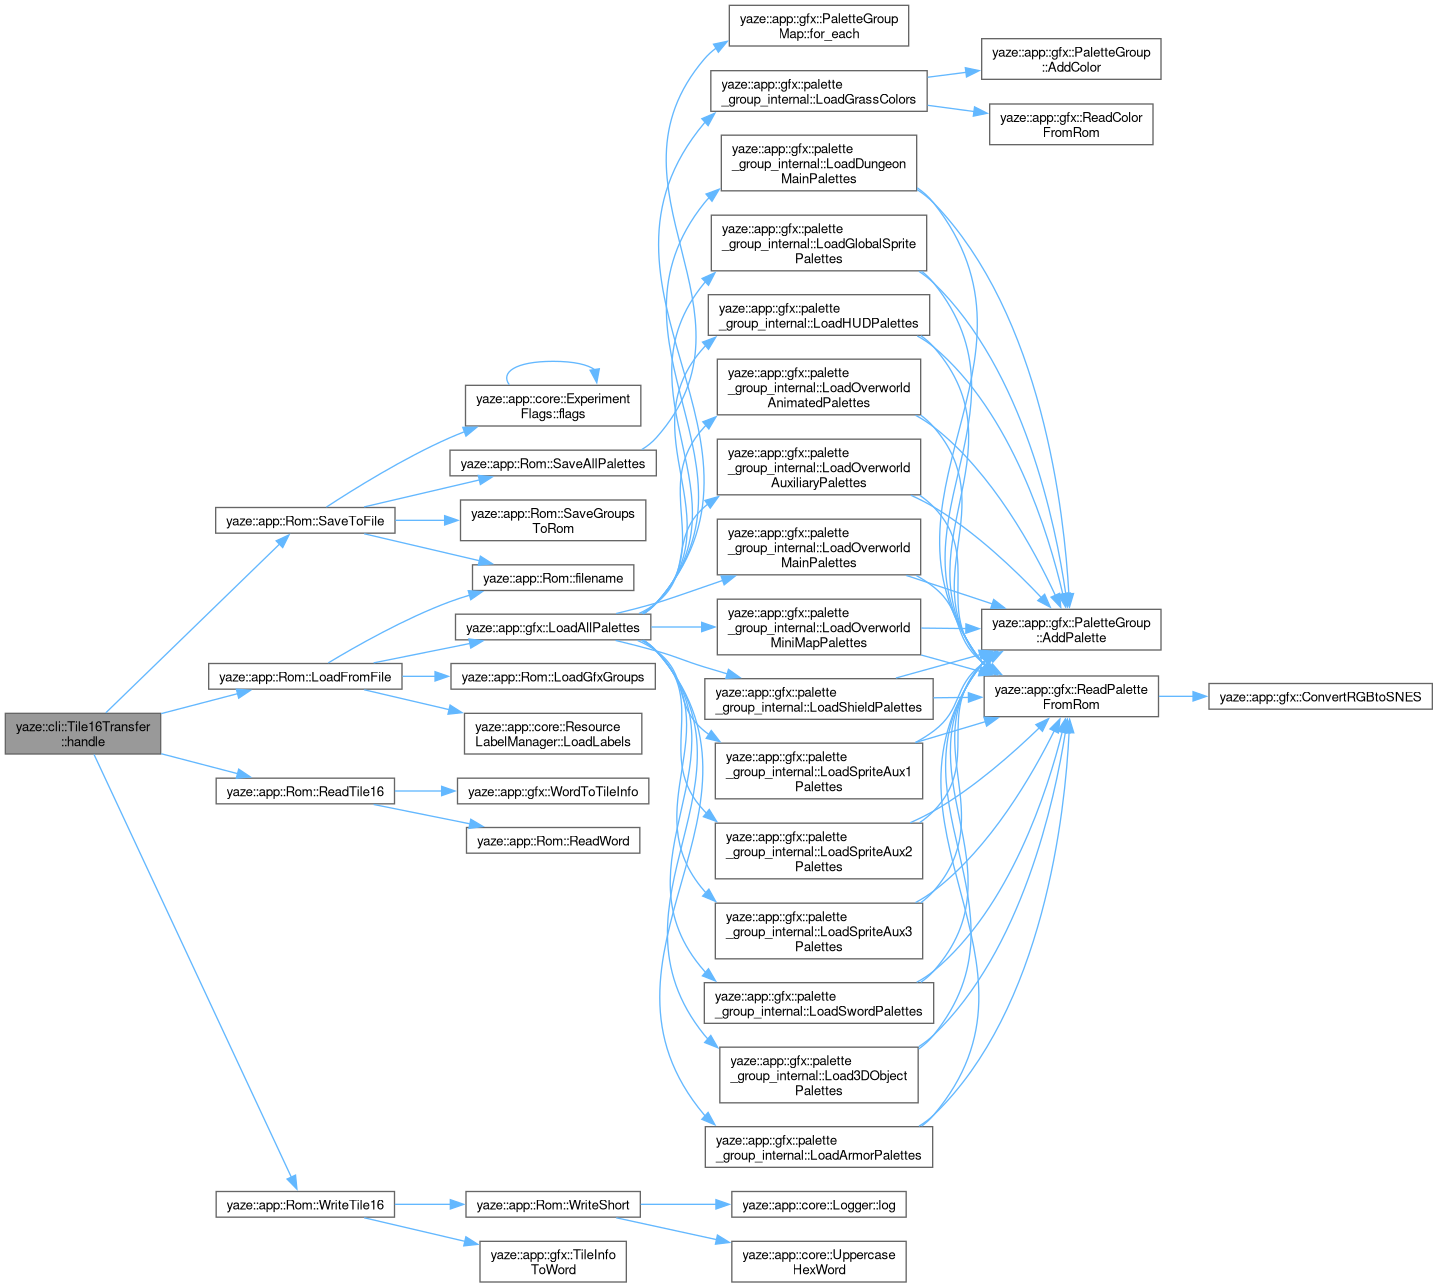 yaze::cli::Tile16Transfer
::handle
yaze::app::Rom::SaveToFile
yaze::app::Rom::LoadFromFile
yaze::app::Rom::ReadTile16
yaze::app::Rom::WriteTile16
yaze::app::core::Experiment
Flags::flags
yaze::app::Rom::SaveAllPalettes
yaze::app::Rom::SaveGroups
ToRom
yaze::app::Rom::filename
yaze::app::gfx::LoadAllPalettes
yaze::app::Rom::LoadGfxGroups
yaze::app::core::Resource
LabelManager::LoadLabels
yaze::app::gfx::WordToTileInfo
yaze::app::Rom::ReadWord
yaze::app::Rom::WriteShort
yaze::app::gfx::TileInfo
ToWord
yaze::app::gfx::PaletteGroup
Map::for_each
yaze::app::gfx::palette
_group_internal::LoadGrassColors
yaze::app::gfx::palette
_group_internal::LoadDungeon
MainPalettes
yaze::app::gfx::palette
_group_internal::LoadGlobalSprite
Palettes
yaze::app::gfx::palette
_group_internal::LoadHUDPalettes
yaze::app::gfx::palette
_group_internal::LoadOverworld
AnimatedPalettes
yaze::app::gfx::palette
_group_internal::LoadOverworld
AuxiliaryPalettes
yaze::app::gfx::palette
_group_internal::LoadOverworld
MainPalettes
yaze::app::gfx::palette
_group_internal::LoadOverworld
MiniMapPalettes
yaze::app::gfx::palette
_group_internal::LoadShieldPalettes
yaze::app::gfx::palette
_group_internal::LoadSpriteAux1
Palettes
yaze::app::gfx::palette
_group_internal::LoadSpriteAux2
Palettes
yaze::app::gfx::palette
_group_internal::LoadSpriteAux3
Palettes
yaze::app::gfx::palette
_group_internal::LoadSwordPalettes
yaze::app::gfx::palette
_group_internal::Load3DObject
Palettes
yaze::app::gfx::palette
_group_internal::LoadArmorPalettes
yaze::app::core::Logger::log
yaze::app::core::Uppercase
HexWord
yaze::app::gfx::PaletteGroup
::AddColor
yaze::app::gfx::ReadColor
FromRom
yaze::app::gfx::PaletteGroup
::AddPalette
yaze::app::gfx::ReadPalette
FromRom
yaze::app::gfx::ConvertRGBtoSNES